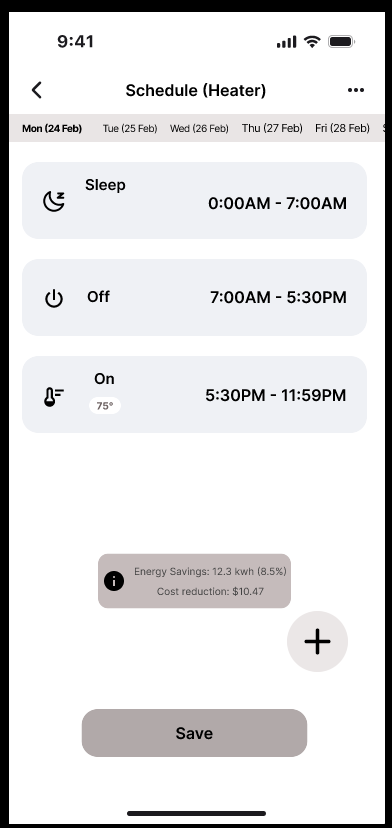 9:41
Schedule (Heater)
Mon (24 Feb) Tue (25 Feb) Wed (26 Feb) Thu (27 Feb) Fri (28 Feb)
Sleep
0:00AM - 7:00AM
Off 7:00AM - 5:30PM
On
75°
5:30PM - 11:59PM
Energy Savings: 12.3 kwh (8.5%)
Cost reduction: $10.47
Save